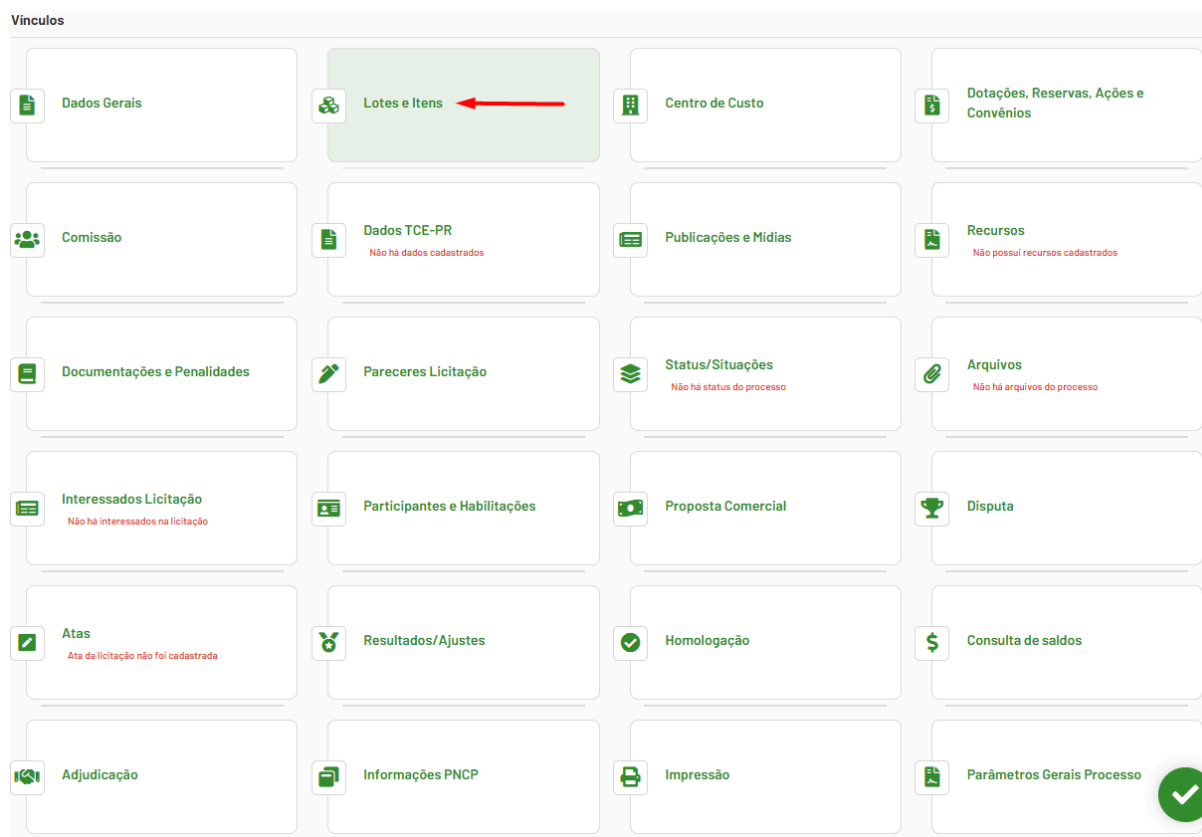 Vínculos
Dados Gerais
Lotes e Itens
Centro de Custo
Dotações, Reservas, Ações e
Convênios
Comissão
Dados TCE-PR
Não há dados cadastrados
Publicações e Mídias
Recursos
Não possui recursos cadastrados
Documentações e Penalidades
Pareceres Licitação
Status/Situações
Não há status do processo
Arquivos
Não há arquivos do processo
Interessados Licitação
Não há interessados na licitação
Participantes e Habilitações
Proposta Comercial
Disputa
Atas
Ata da licitação não foi cadastrada
Resultados/Ajustes
Homologação
Consulta de saldos
Adjudicação
Informações PNCP
Impressão
Parâmetros Gerais Processo